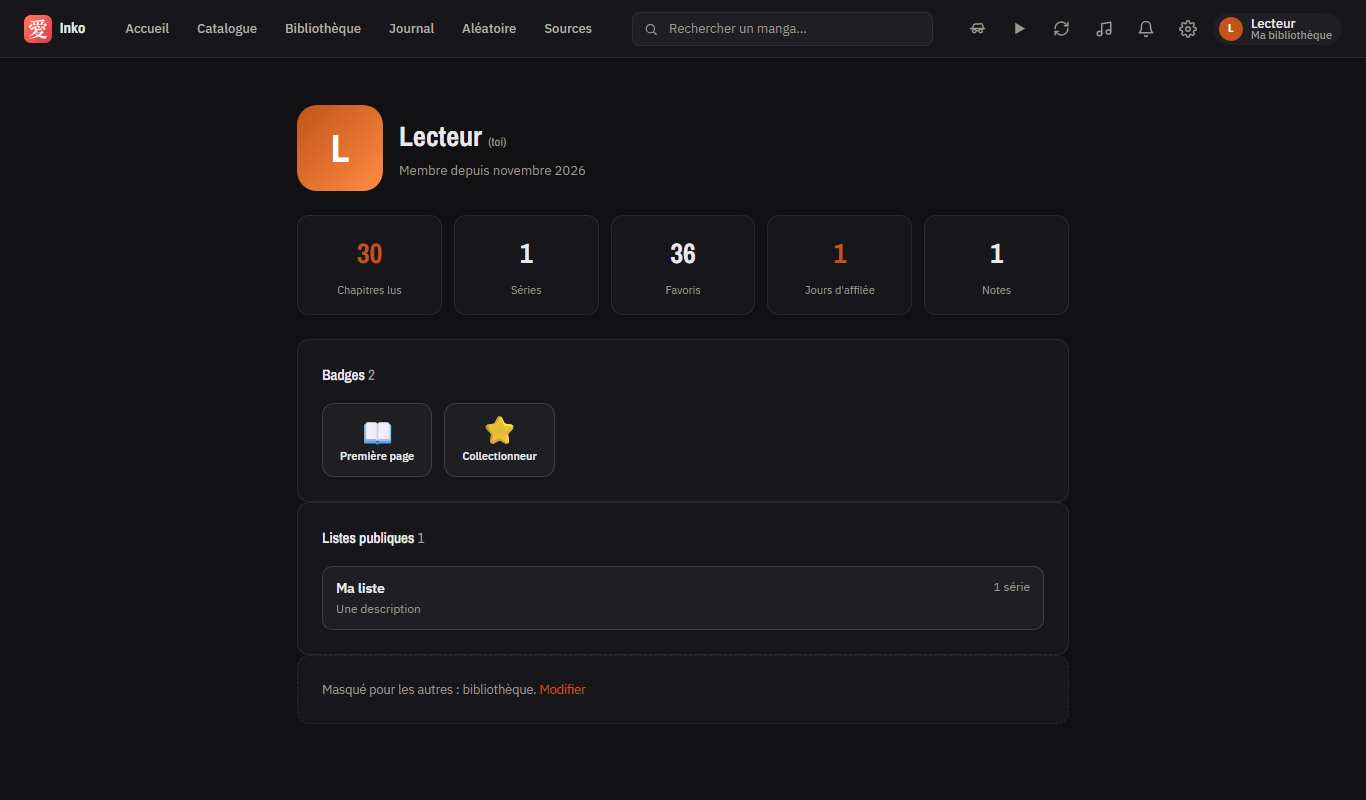 愛 Inko
Accueil
Catalogue
Bibliothèque
Journal
Aléatoire
Sources
Rechercher un manga...
L
Lecteur
Ma bibliothèque
L
Lecteur (toi)
Membre depuis novembre 2026
30
Chapitres lus
1
Séries
36
Favoris
1
Jours d'affilée
1
Notes
Badges 2
Première page
Collectionneur
Listes publiques 1
Ma liste
1 série
Une description
Masqué pour les autres : bibliothèque. Modifier